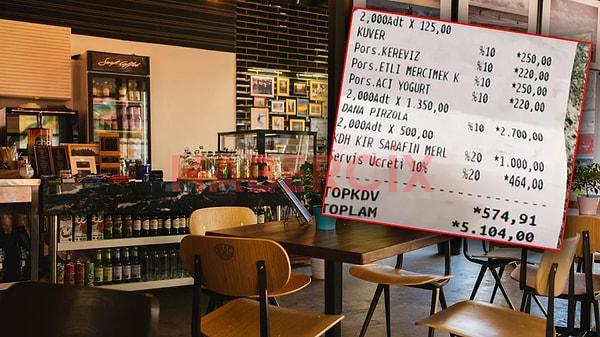 2,000Adt X 125,00
KUVER %10 *250,00
Pors.KEREVIZ %10 *220,00
Pors.ETLI MERCIMEK K %10 *250,00
Pors.ACI YOGURT *220,00
2,000Adt X 1.350,00
DANA PIRZOLA %10 *2.700,00
2,000Adt X 500,00
KDH KIR SARAFIN MERL %20 *1.000,00
ervis Ücreti 10% %20 *464,00
TOPKDV *574,91
TOPLAM *5.104,00